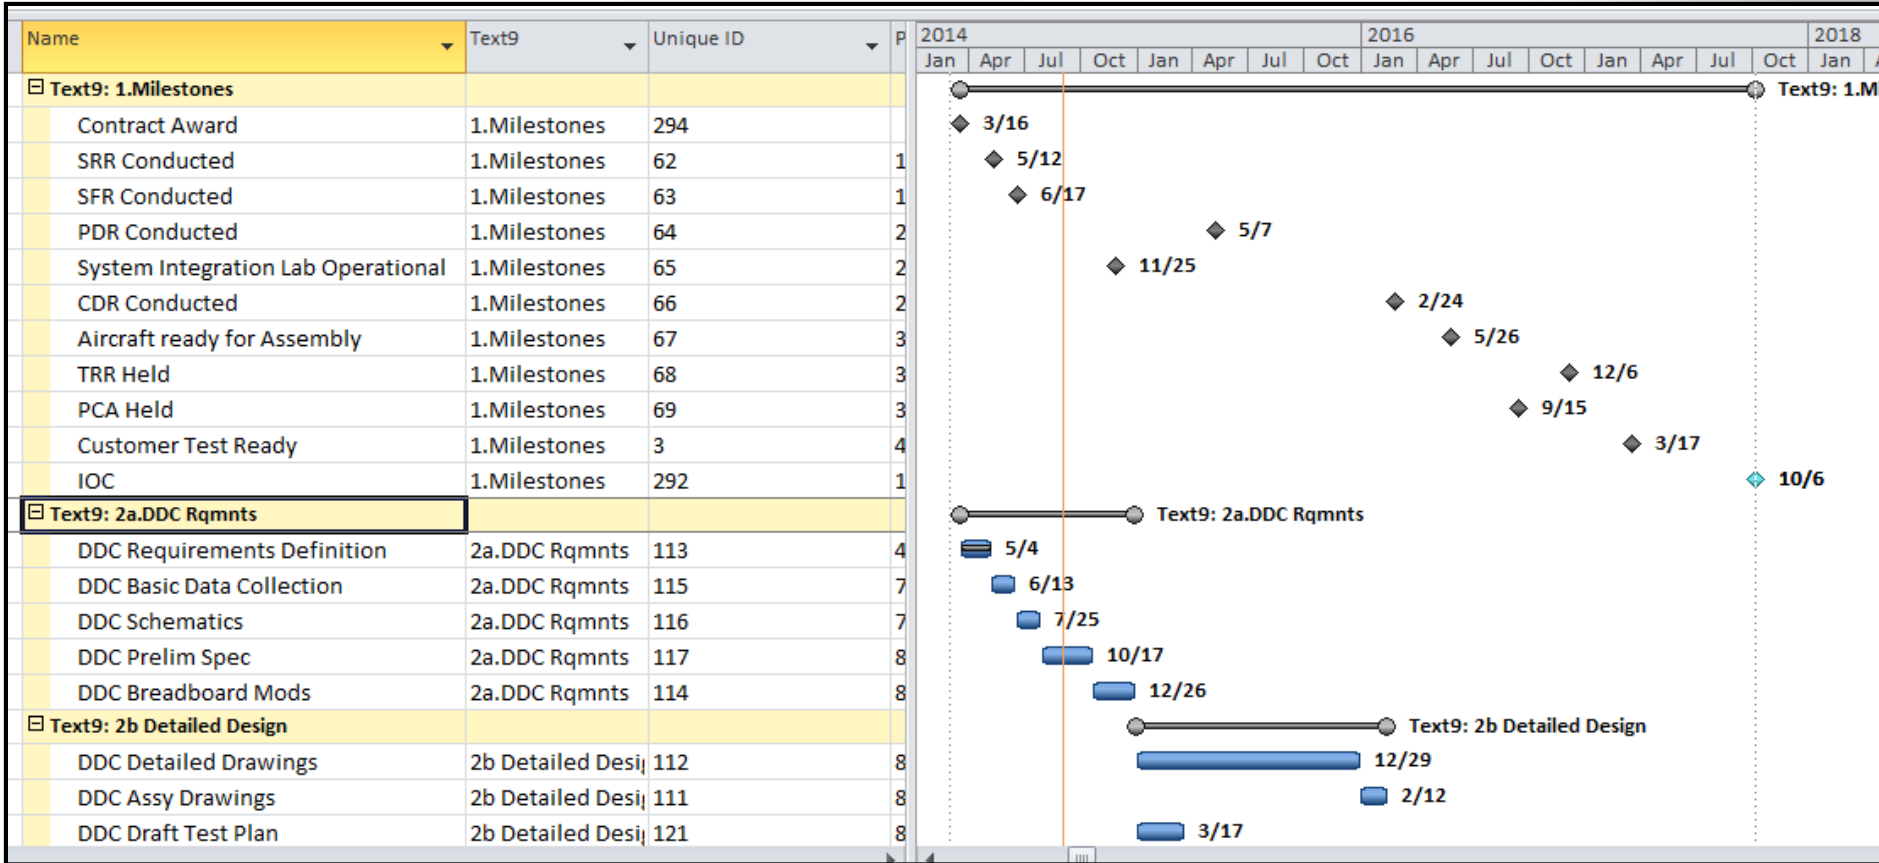 Name Text9 Unique ID P 2014 2016 2018
Jan Apr Jul Oct Jan Apr Jul Oct Jan Apr Jul Oct Jan Apr Jul Oct Jan
Text9: 1.Milestones Text9: 1.Mi
Contract Award 1.Milestones 294 3/16
SRR Conducted 1.Milestones 62 1 5/12
SFR Conducted 1.Milestones 63 1 6/17
PDR Conducted 1.Milestones 64 2 5/7
System Integration Lab Operational 1.Milestones 65 2 11/25
CDR Conducted 1.Milestones 66 2 2/24
Aircraft ready for Assembly 1.Milestones 67 3 5/26
TRR Held 1.Milestones 68 3 12/6
PCA Held 1.Milestones 69 3 9/15
Customer Test Ready 1.Milestones 3 4 3/17
IOC 1.Milestones 292 1 10/6
Text9: 2a.DDC Rqmnts Text9: 2a.DDC Rqmnts
DDC Requirements Definition 2a.DDC Rqmnts 113 4 5/4
DDC Basic Data Collection 2a.DDC Rqmnts 115 7 6/13
DDC Schematics 2a.DDC Rqmnts 116 7 7/25
DDC Prelim Spec 2a.DDC Rqmnts 117 8 10/17
DDC Breadboard Mods 2a.DDC Rqmnts 114 8 12/26
Text9: 2b Detailed Design Text9: 2b Detailed Design
DDC Detailed Drawings 2b Detailed Desig 112 8 12/29
DDC Assy Drawings 2b Detailed Desig 111 8 2/12
DDC Draft Test Plan 2b Detailed Desig 121 8 3/17